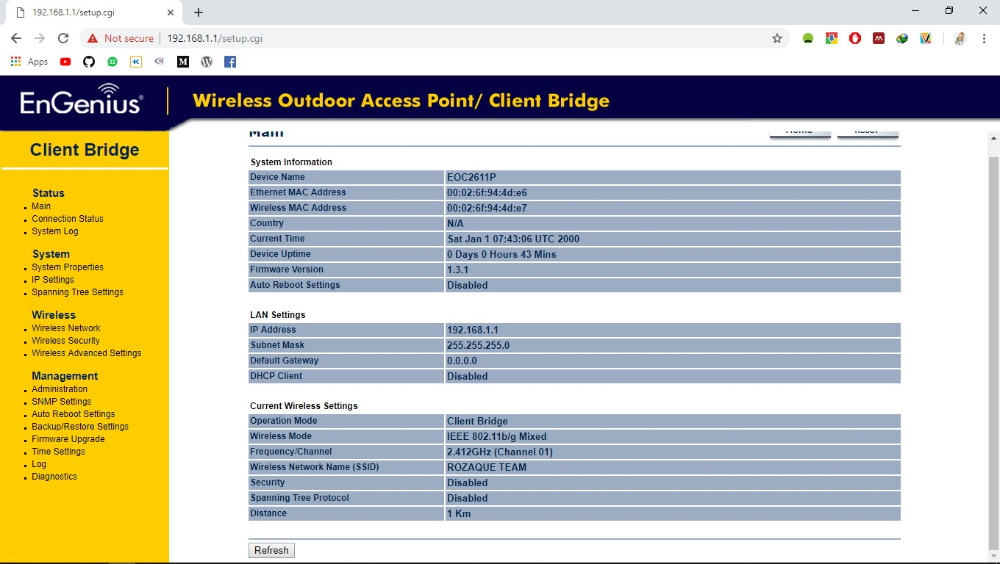 192.168.1.1/setup.cgi
Not secure 192.168.1.1/setup.cgi
Apps
32
M
EnGenius®
Wireless Outdoor Access Point/ Client Bridge
Client Bridge
Status
Main
Connection Status
System Log
System
System Properties
IP Settings
Spanning Tree Settings
Wireless
Wireless Network
Wireless Security
Wireless Advanced Settings
Management
Administration
SNMP Settings
Auto Reboot Settings
Backup/Restore Settings
Firmware Upgrade
Time Settings
Log
Diagnostics
Main Home Reset
System Information
Device Name EOC2611P
Ethernet MAC Address 00:02:6f:94:4d:e6
Wireless MAC Address 00:02:6f:94:4d:e7
Country N/A
Current Time Sat Jan 1 07:43:06 UTC 2000
Device Uptime 0 Days 0 Hours 43 Mins
Firmware Version 1.3.1
Auto Reboot Settings Disabled
LAN Settings
IP Address 192.168.1.1
Subnet Mask 255.255.255.0
Default Gateway 0.0.0.0
DHCP Client Disabled
Current Wireless Settings
Operation Mode Client Bridge
Wireless Mode IEEE 802.11b/g Mixed
Frequency/Channel 2.412GHz (Channel 01)
Wireless Network Name (SSID) ROZAQUE TEAM
Security Disabled
Spanning Tree Protocol Disabled
Distance 1 Km
Refresh